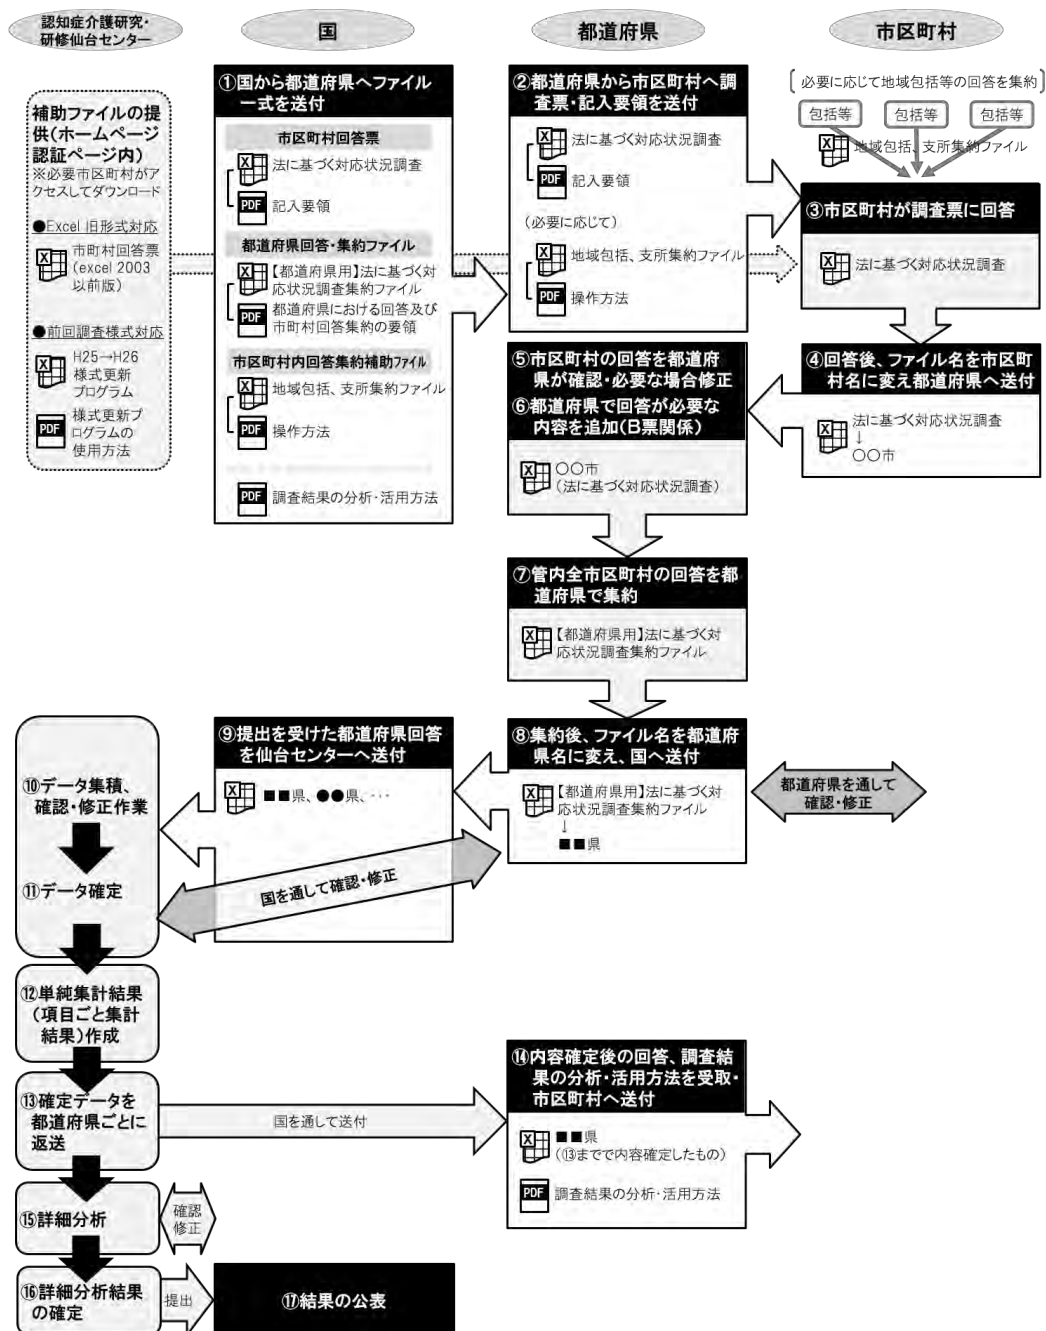 認知症介護研究・
研修仙台センター
国
都道府県
市区町村
補助ファイルの提
供(ホームページ
認証ページ内)
※必要市区町村がア
クセスしてダウンロード
●Excel 旧形式対応
市町村回答票
(excel 2003
以前版)
●前回調査様式対応
H25→H26
様式更新
プログラム
PDF
様式更新プ
ログラムの
使用方法
①国から都道府県へファイル
一式を送付
市区町村回答票
法に基づく対応状況調査
PDF 記入要領
都道府県回答・集約ファイル
【都道府県用】法に基づく対
応状況調査集約ファイル
PDF 都道府県における回答及び
市町村回答集約の要領
市区町村内回答集約補助ファイル
地域包括、支所集約ファイル
PDF 操作方法
PDF 調査結果の分析・活用方法
②都道府県から市区町村へ調
査票・記入要領を送付
法に基づく対応状況調査
PDF 記入要領
(必要に応じて)
地域包括、支所集約ファイル
PDF 操作方法
[必要に応じて地域包括等の回答を集約]
包括等 包括等 包括等
地域包括、支所集約ファイル
③市区町村が調査票に回答
法に基づく対応状況調査
④回答後、ファイル名を市区町
村名に変え都道府県へ送付
法に基づく対応状況調査
↓
○○市
⑤市区町村の回答を都道府
県が確認・必要な場合修正
⑥都道府県で回答が必要な
内容を追加(B票関係)
○○市
(法に基づく対応状況調査)
⑦管内全市区町村の回答を都
道府県で集約
【都道府県用】法に基づく対
応状況調査集約ファイル
⑧集約後、ファイル名を都道府
県名に変え、国へ送付
【都道府県用】法に基づく対
応状況調査集約ファイル
↓
■■県
都道府県を通して
確認・修正
⑨提出を受けた都道府県回答
を仙台センターへ送付
■■県、●●県、・・・
国を通して確認・修正
⑩データ集積、
確認・修正作業
⑪データ確定
⑫単純集計結果
(項目ごと集計
結果)作成
⑬確定データを
都道府県ごとに
返送
国を通して送付
⑭内容確定後の回答、調査結
果の分析・活用方法を受取・
市区町村へ送付
■■県
(⑬までで内容確定したもの)
PDF 調査結果の分析・活用方法
⑮詳細分析
確認
修正
⑯詳細分析結果
の確定
提出
⑰結果の公表